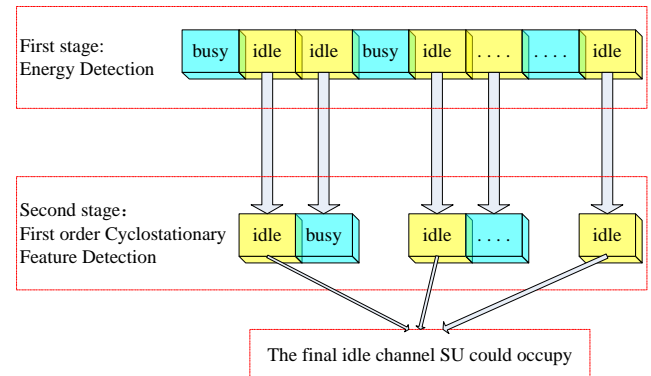 First stage:
Energy Detection
busy idle idle busy idle .... .... idle
Second stage：
First order Cyclostationary
Feature Detection
idle busy idle .... idle
The final idle channel SU could occupy